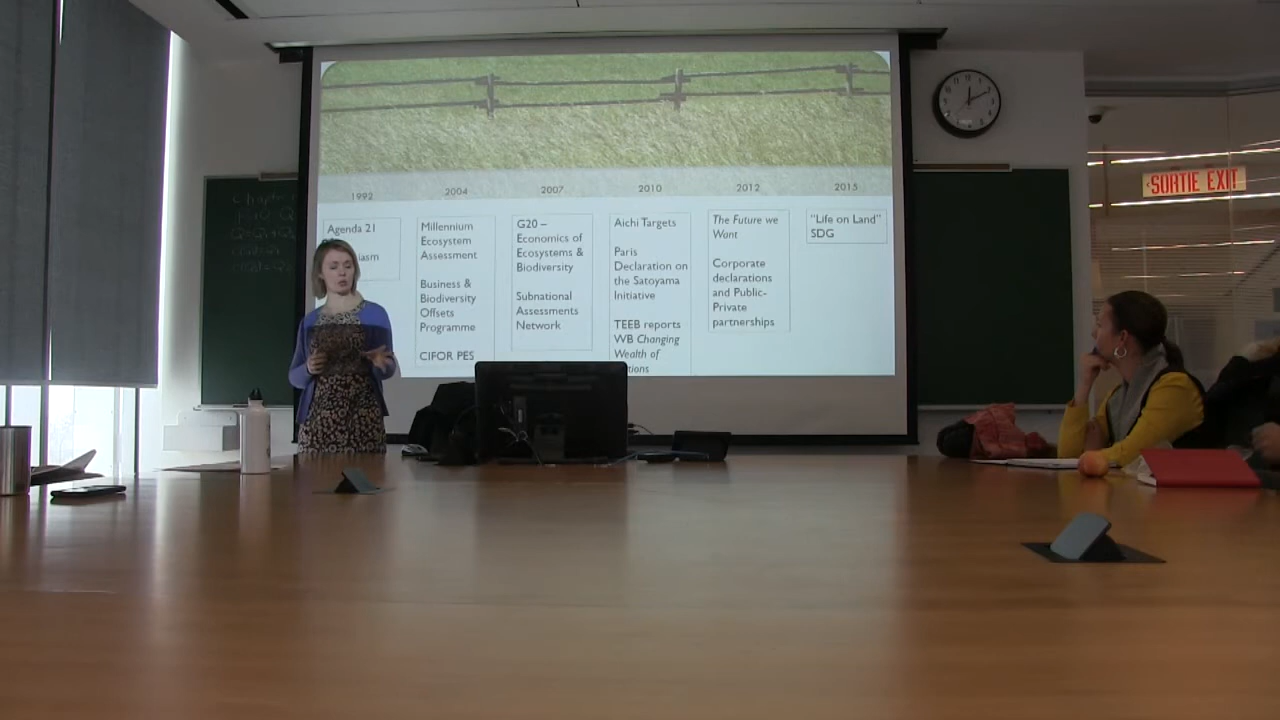 1992
2004
2007
2010
2012
2015
Agenda 21
Millennium
Ecosystem
Assessment
Business &
Biodiversity
Offsets
Programme
CIFOR PES
G20 –
Economics of
Ecosystems &
Biodiversity
Subnational
Assessments
Network
Aichi Targets
Paris
Declaration on
the Satoyama
Initiative
TEEB reports
WB Changing
Wealth of
The Future we
Want
Corporate
declarations
and Public-
Private
partnerships
"Life on Land"
SDG
SORTIE EXIT